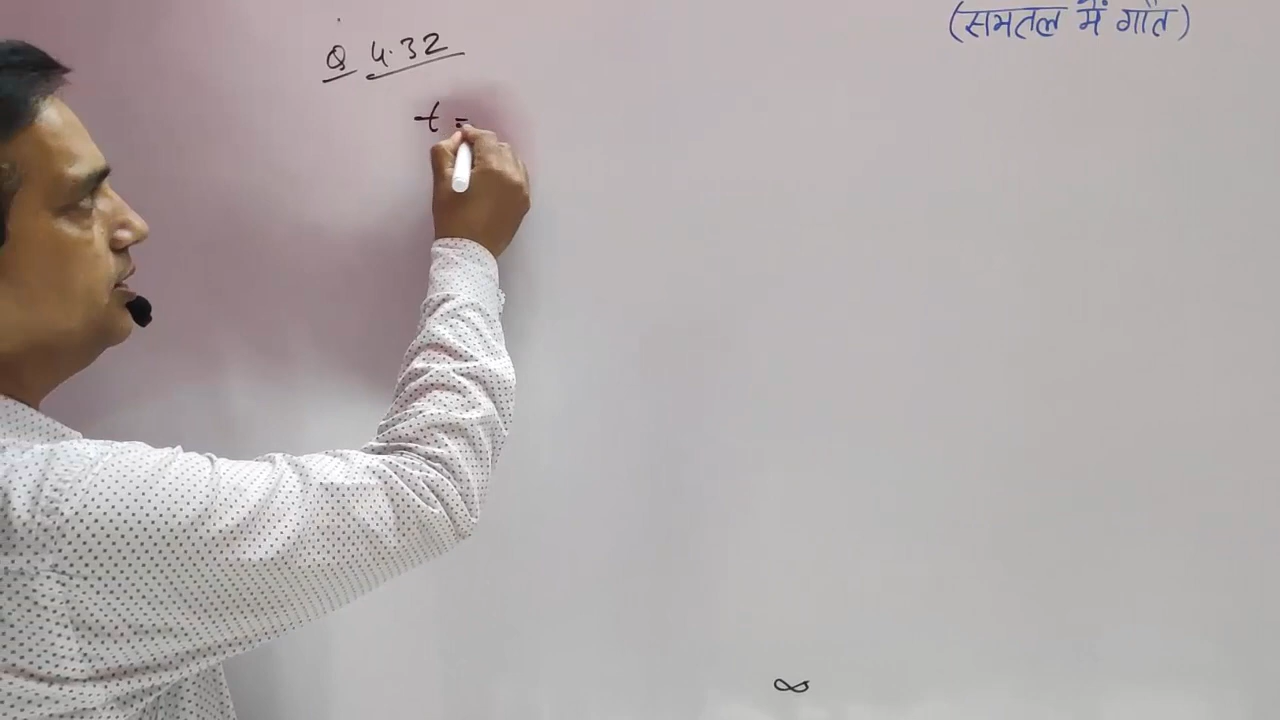 (समतल में गति)
Q 4.32
t =
∞